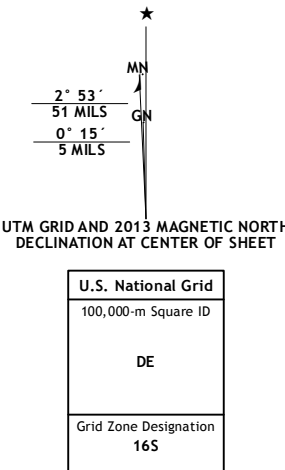 MN
2° 53´
51 MILS
GN
0° 15´
5 MILS
UTM GRID AND 2013 MAGNETIC NORTH
DECLINATION AT CENTER OF SHEET
U.S. National Grid
100,000-m Square ID
DE
Grid Zone Designation
16S